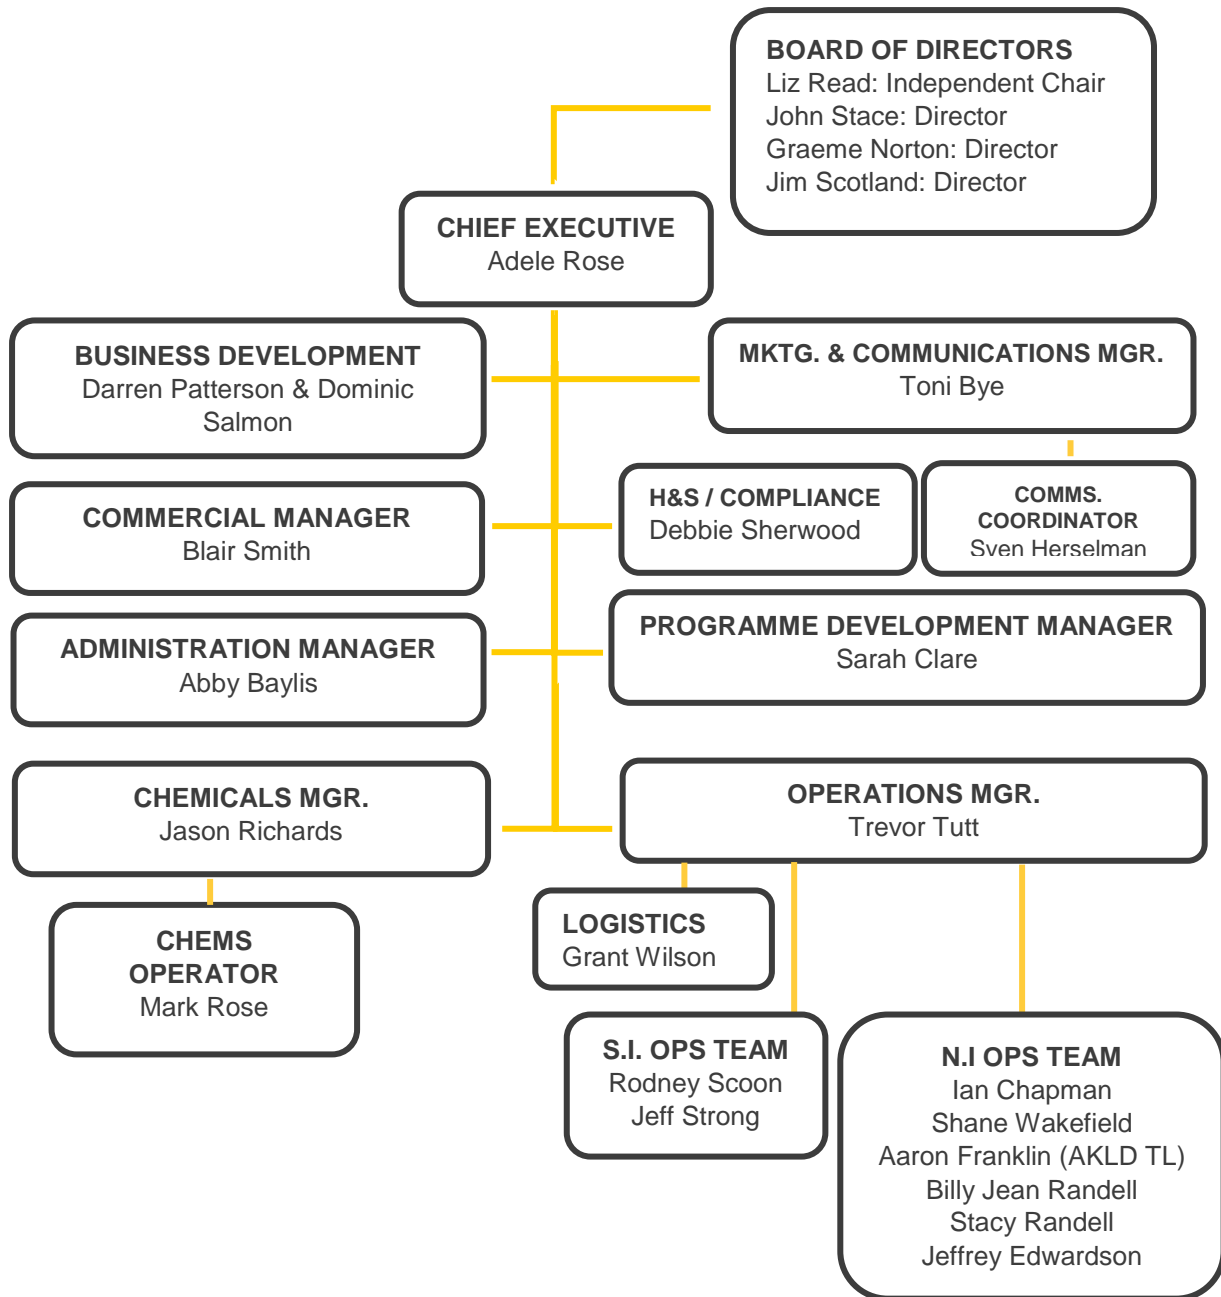 BOARD OF DIRECTORS
Liz Read: Independent Chair
John Stace: Director
Graeme Norton: Director
Jim Scotland: Director
CHIEF EXECUTIVE
Adele Rose
BUSINESS DEVELOPMENT
Darren Patterson & Dominic
Salmon
MKTG. & COMMUNICATIONS MGR.
Toni Bye
COMMERCIAL MANAGER
Blair Smith
H&S / COMPLIANCE
Debbie Sherwood
COMMS.
COORDINATOR
Sven Herselman
ADMINISTRATION MANAGER
Abby Baylis
PROGRAMME DEVELOPMENT MANAGER
Sarah Clare
CHEMICALS MGR.
Jason Richards
OPERATIONS MGR.
Trevor Tutt
CHEMS
OPERATOR
Mark Rose
LOGISTICS
Grant Wilson
S.I. OPS TEAM
Rodney Scoon
Jeff Strong
N.I OPS TEAM
Ian Chapman
Shane Wakefield
Aaron Franklin (AKLD TL)
Billy Jean Randell
Stacy Randell
Jeffrey Edwardson